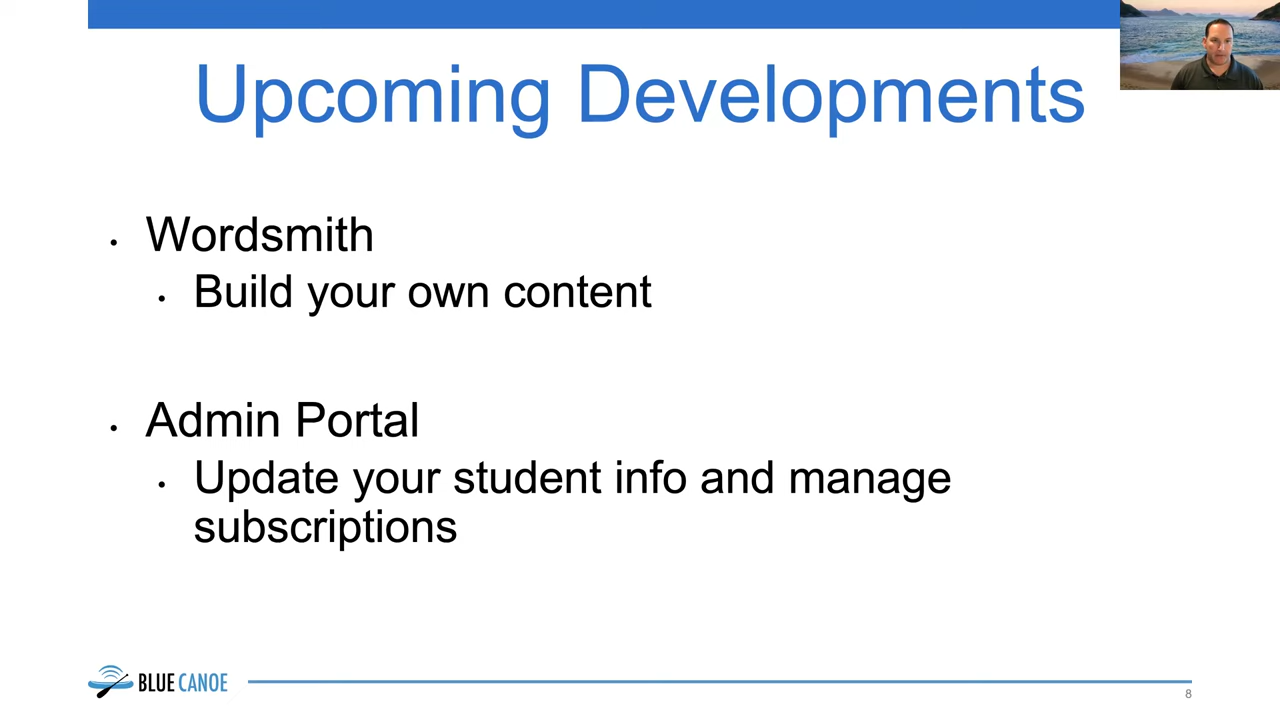 Upcoming Developments
• Wordsmith
• Build your own content
• Admin Portal
• Update your student info and manage
subscriptions
BLUE CANOE
8